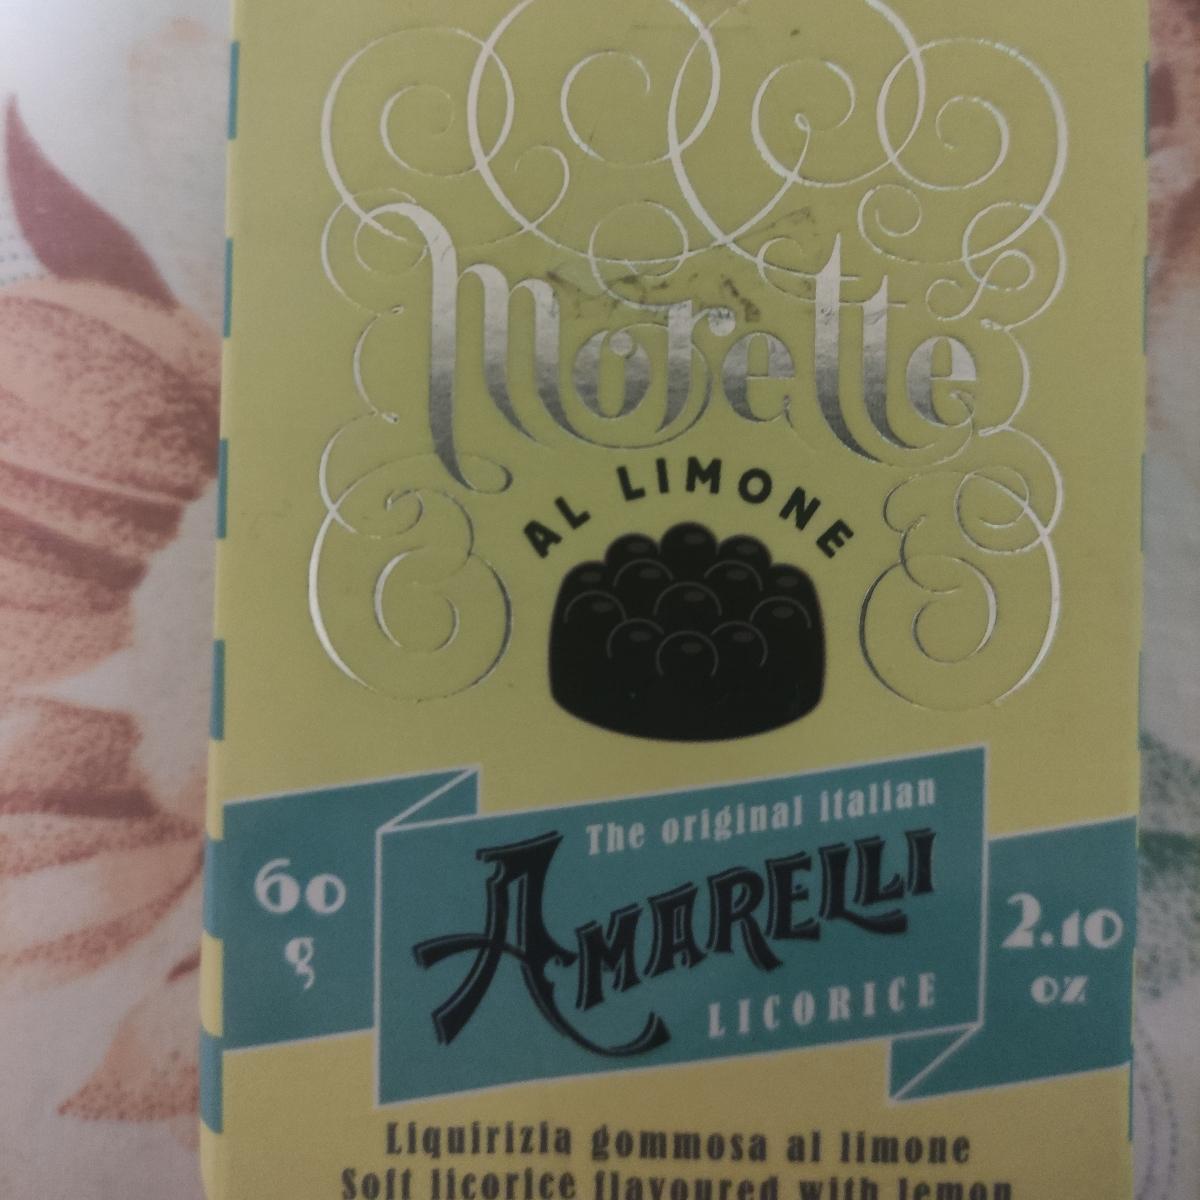 Morette
AL LIMONE
The original italian
AMARELLI
LICORICE
60
g
2.10
oz
Liquirizia gommosa al limone
Soft licorice flavoured with lemon